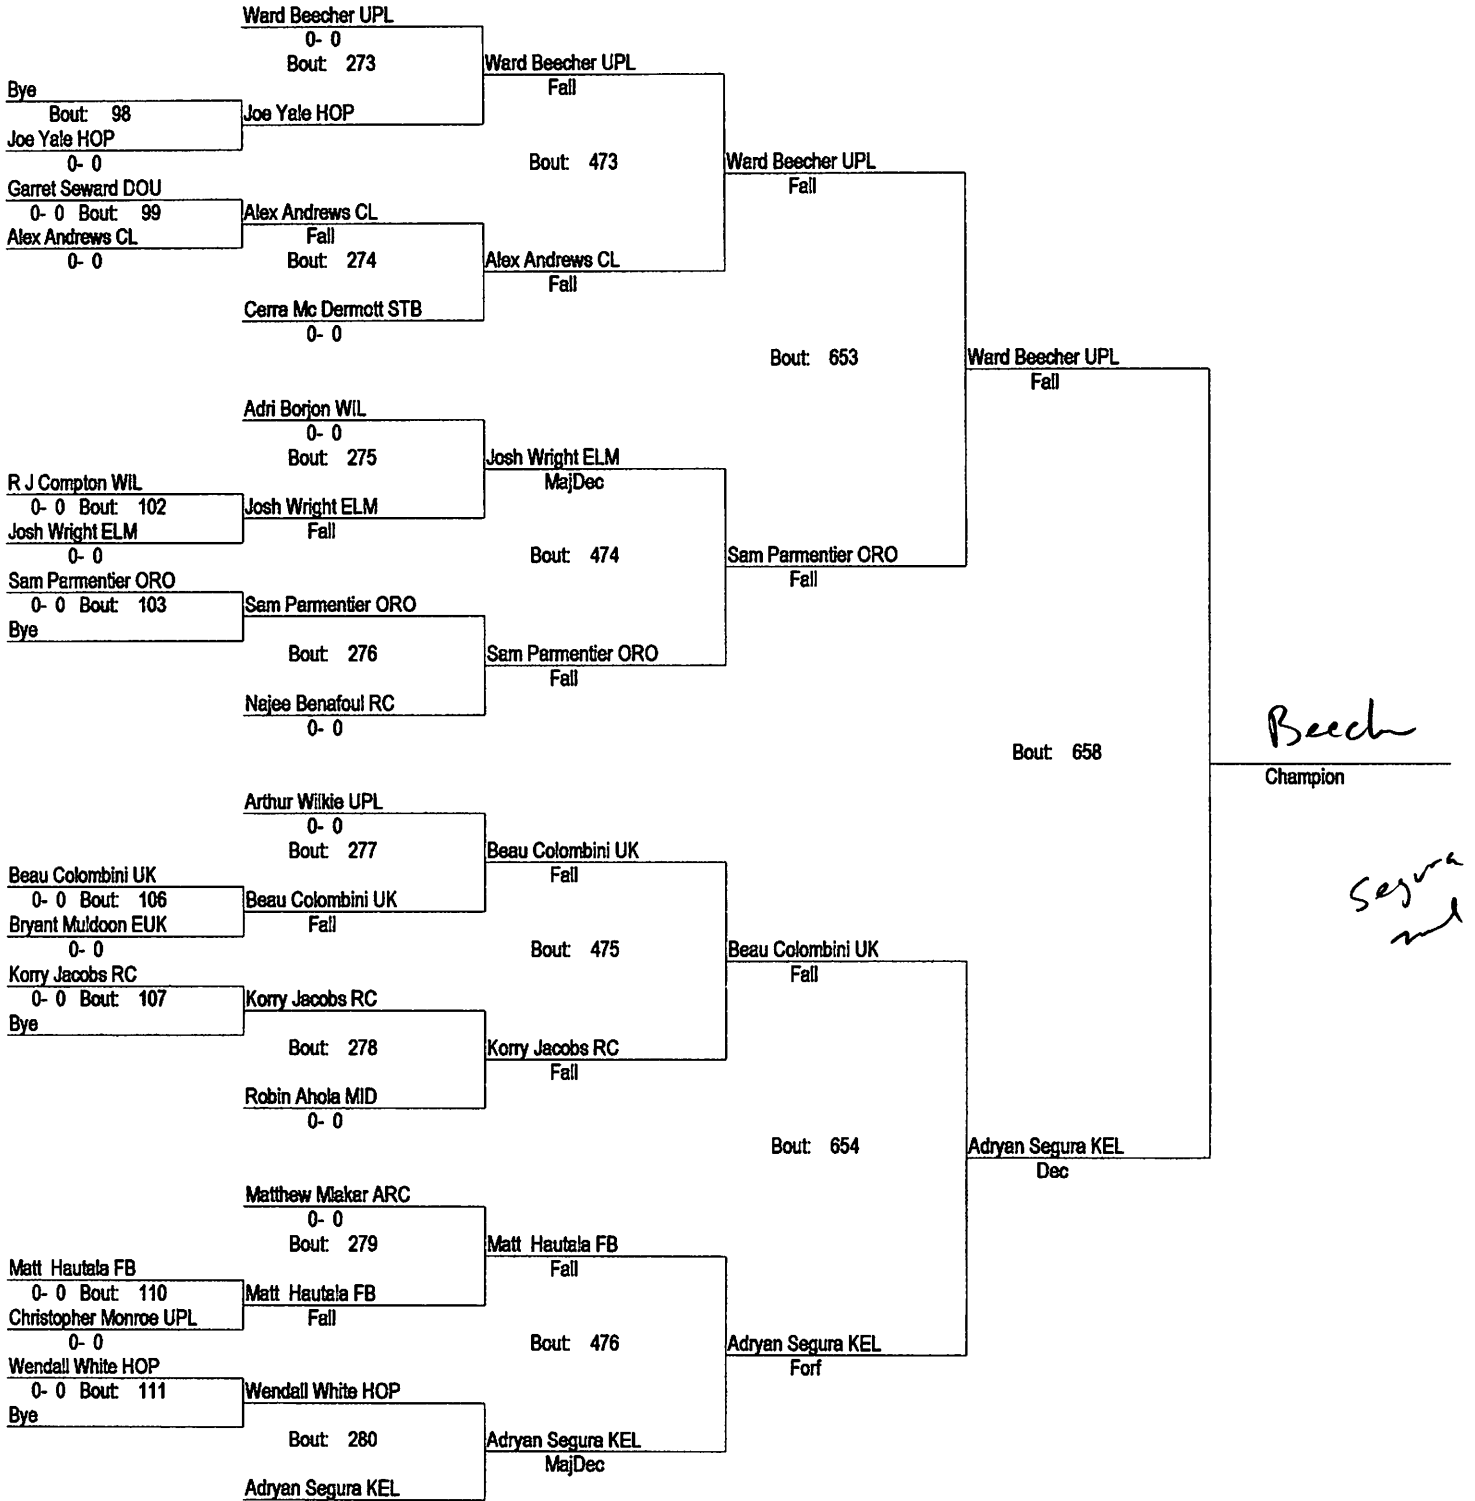 Ward Beecher UPL
0- 0
Bout: 273
Ward Beecher UPL
Fall
Bye
Bout: 98
Joe Yale HOP
Joe Yale HOP
0- 0
Bout: 473
Ward Beecher UPL
Fall
Garret Seward DOU
0- 0 Bout: 99
Alex Andrews CL
Fall
Alex Andrews CL
0- 0
Bout: 274
Alex Andrews CL
Fall
Cerra Mc Dermott STB
0- 0
Bout: 653
Ward Beecher UPL
Fall
Adri Borjon WIL
0- 0
Bout: 275
Josh Wright ELM
MajDec
R J Compton WIL
0- 0 Bout: 102
Josh Wright ELM
Fall
Josh Wright ELM
0- 0
Bout: 474
Sam Parmentier ORO
Fall
Sam Parmentier ORO
0- 0 Bout: 103
Sam Parmentier ORO
Bye
Bout: 276
Sam Parmentier ORO
Fall
Najee Benafoul RC
0- 0
Bout: 658
Beech
Champion
Arthur Wilkie UPL
0- 0
Bout: 277
Beau Colombini UK
Fall
Segura
Beau Colombini UK
0- 0 Bout: 106
Beau Colombini UK
Fall
Bryant Muldoon EUK
0- 0
Bout: 475
Beau Colombini UK
Fall
Korry Jacobs RC
0- 0 Bout: 107
Korry Jacobs RC
Bye
Bout: 278
Korry Jacobs RC
Fall
Robin Ahola MID
0- 0
Bout: 654
Adryan Segura KEL
Dec
Matthew Mlakar ARC
0- 0
Bout: 279
Matt Hautala FB
Fall
Matt Hautala FB
0- 0 Bout: 110
Matt Hautala FB
Fall
Christopher Monroe UPL
0- 0
Bout: 476
Adryan Segura KEL
Forf
Wendall White HOP
0- 0 Bout: 111
Wendall White HOP
Bye
Bout: 280
Adryan Segura KEL
MajDec
Adryan Segura KEL